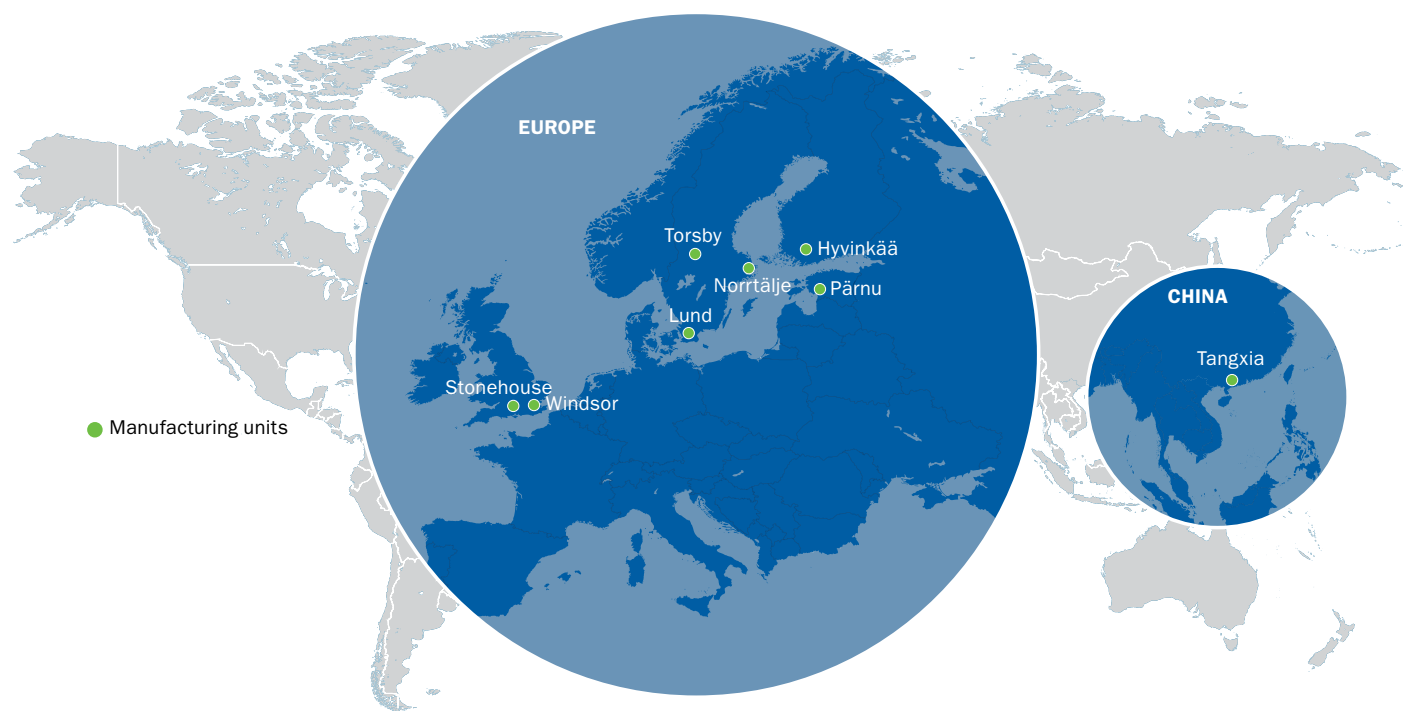 EUROPE
Torsby
Hyvinkää
Norrtälje
Pärnu
Lund
Stonehouse
Windsor
CHINA
Tangxia
Manufacturing units